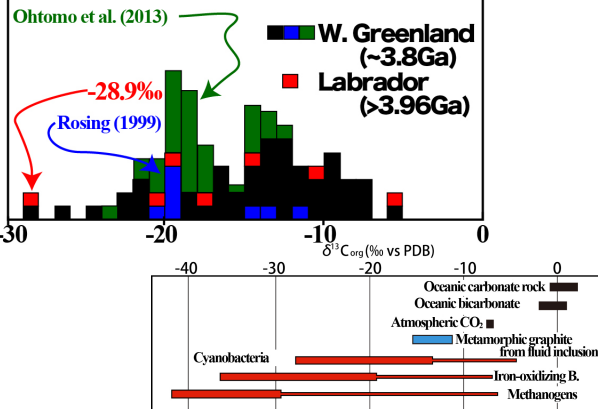 Ohtomo et al. (2013)
W. Greenland
(~3.8Ga)
-28.9‰
Labrador
(>3.96Ga)
Rosing (1999)
-30 -20 -10 0
δ¹³Corg (‰ vs PDB)
-40 -30 -20 -10 0
Oceanic carbonate rock
Oceanic bicarbonate
Atmospheric CO₂
Metamorphic graphite
from fluid inclusion
Cyanobacteria
Iron-oxidizing B.
Methanogens